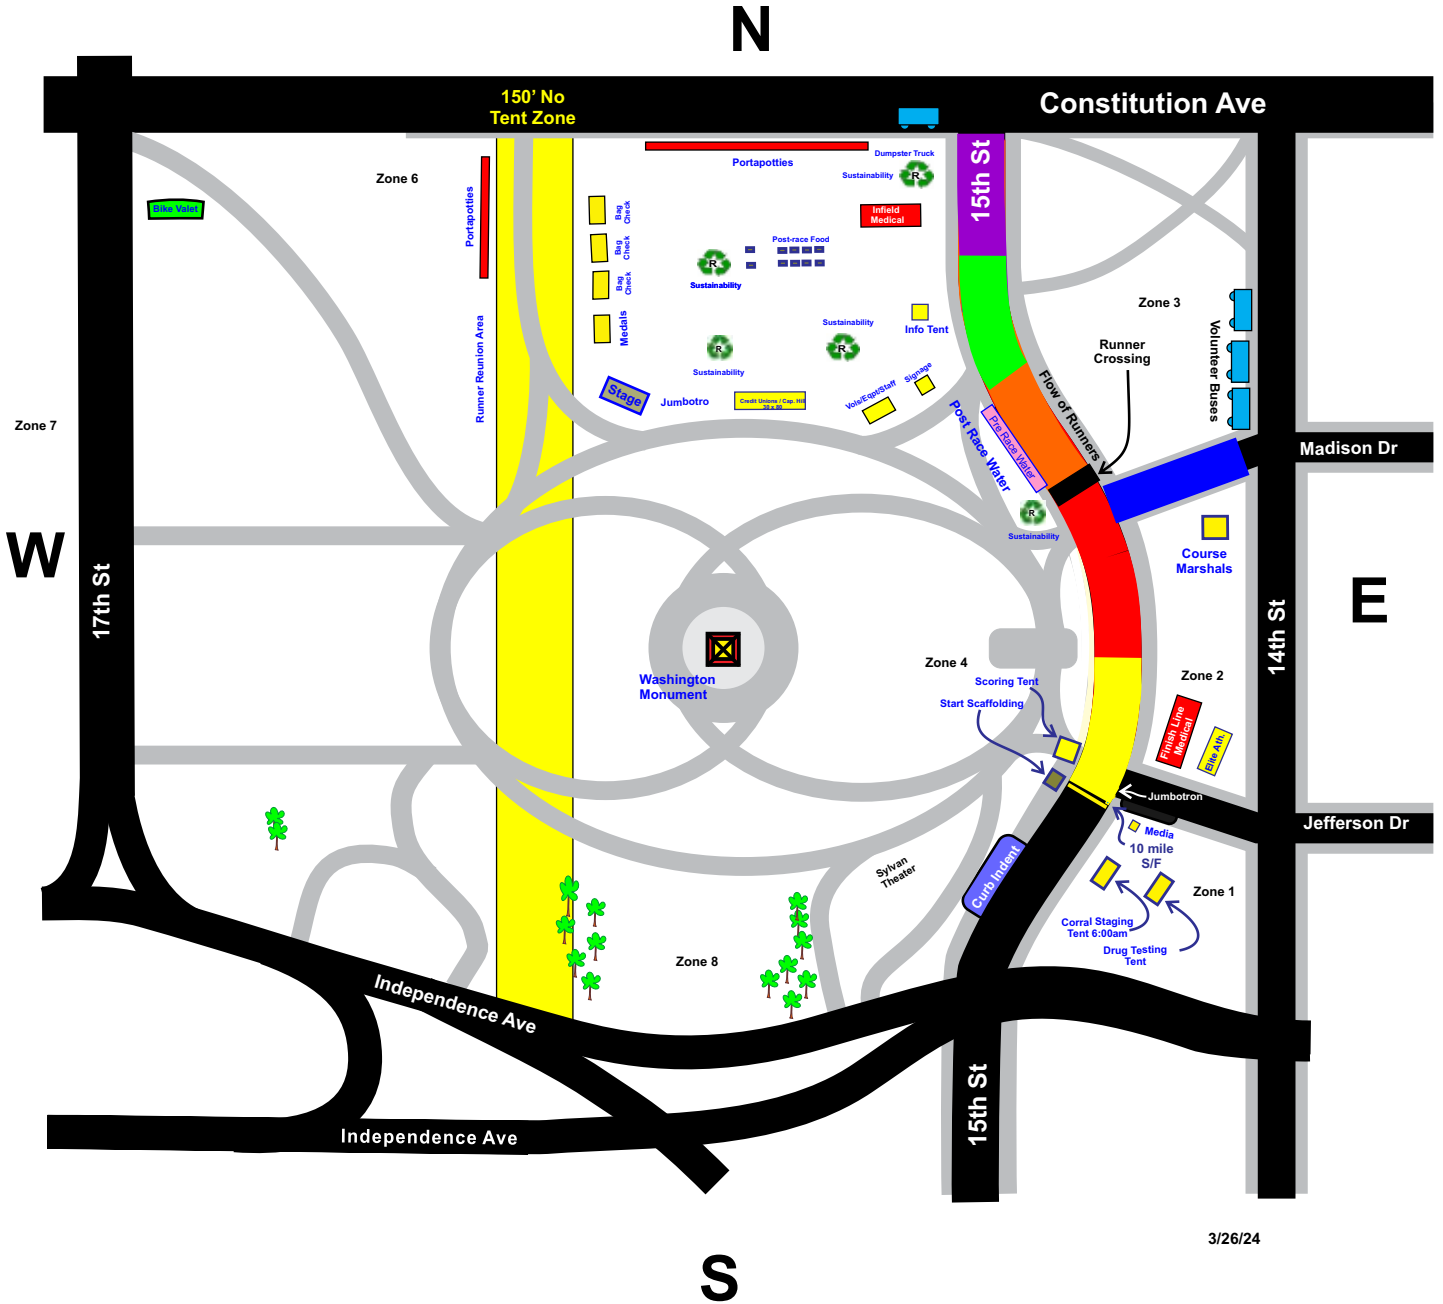 N
150’ No
Tent Zone
Constitution Ave
Portapotties
Dumpster Truck
Sustainability
R
15th St
Zone 6
Bike Valet
Portapotties
Bag
Check
Infield
Medical
Bag
Check
Post-race Food
R
Sustainability
Bag
Check
Zone 3
Runner Reunion Area
Medals
Sustainability
R
Info Tent
Volunteer Buses
Runner
Crossing
R
Sustainability
Flow of Runners
Stage
Jumbotro
Credit Unions / Cap. Hill
30 x 80
Vols/Eqpt/Staff
Signage
Post Race Water
Pre Race Water
Zone 7
Madison Dr
R
Sustainability
W
Course
Marshals
17th St
E
14th St
Zone 4
Washington
Monument
Scoring Tent
Start Scaffolding
Zone 2
Finish Line
Medical
Elite Ath.
Jumbotron
Jefferson Dr
Media
10 mile
S/F
Sylvan
Theater
Curb Indent
Zone 1
Corral Staging
Tent 6:00am
Drug Testing
Tent
Zone 8
Independence Ave
15th St
Independence Ave
3/26/24
S